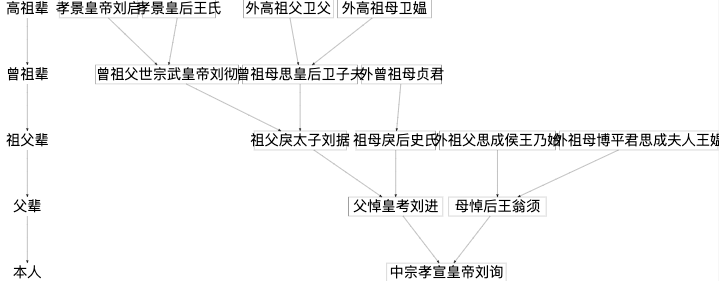 高祖辈 孝景皇帝刘启 孝景皇后王氏 外高祖父卫父 外高祖母卫媪
曾祖辈 曾祖父世宗武皇帝刘彻 曾祖母思皇后卫子夫 外曾祖母贞君
祖父辈 祖父戾太子刘据 祖母戾后史氏 外祖父思成侯王乃始 外祖母博平君思成夫人王媪
父辈 父悼皇考刘进 母悼后王翁须
本人 中宗孝宣皇帝刘询